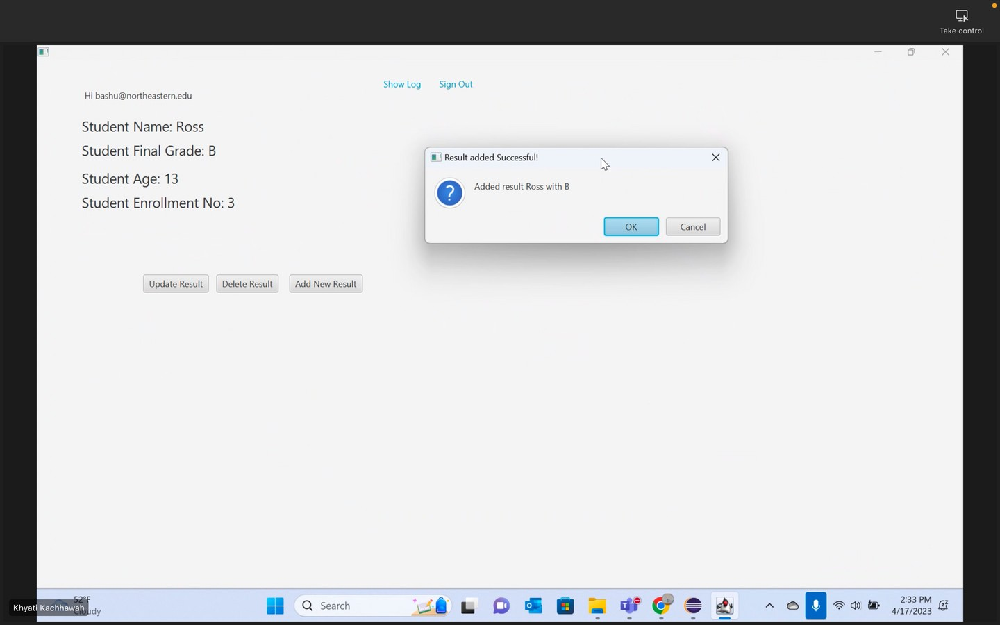 Take control
Show Log
Sign Out
Hi bashu@northeastern.edu
Student Name: Ross
Student Final Grade: B
Student Age: 13
Student Enrollment No: 3
Result added Successful!
Added result Ross with B
OK
Cancel
Update Result
Delete Result
Add New Result
52°F
Cloudy
Khyati Kachhawah
Search
2:33 PM
4/17/2023